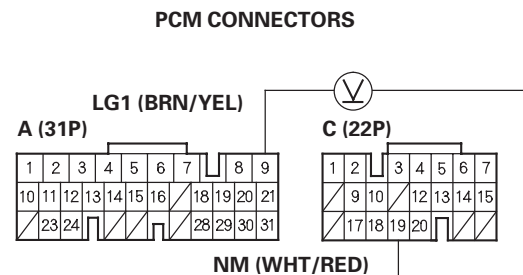 PCM CONNECTORS
LG1 (BRN/YEL)
V
A (31P)
C (22P)
1 2 3 4 5 6 7 8 9
1 2 3 4 5 6 7
10 11 12 13 14 15 16 18 19 20 21
9 10 12 13 14 15
23 24 28 29 30 31
17 18 19 20
NM (WHT/RED)